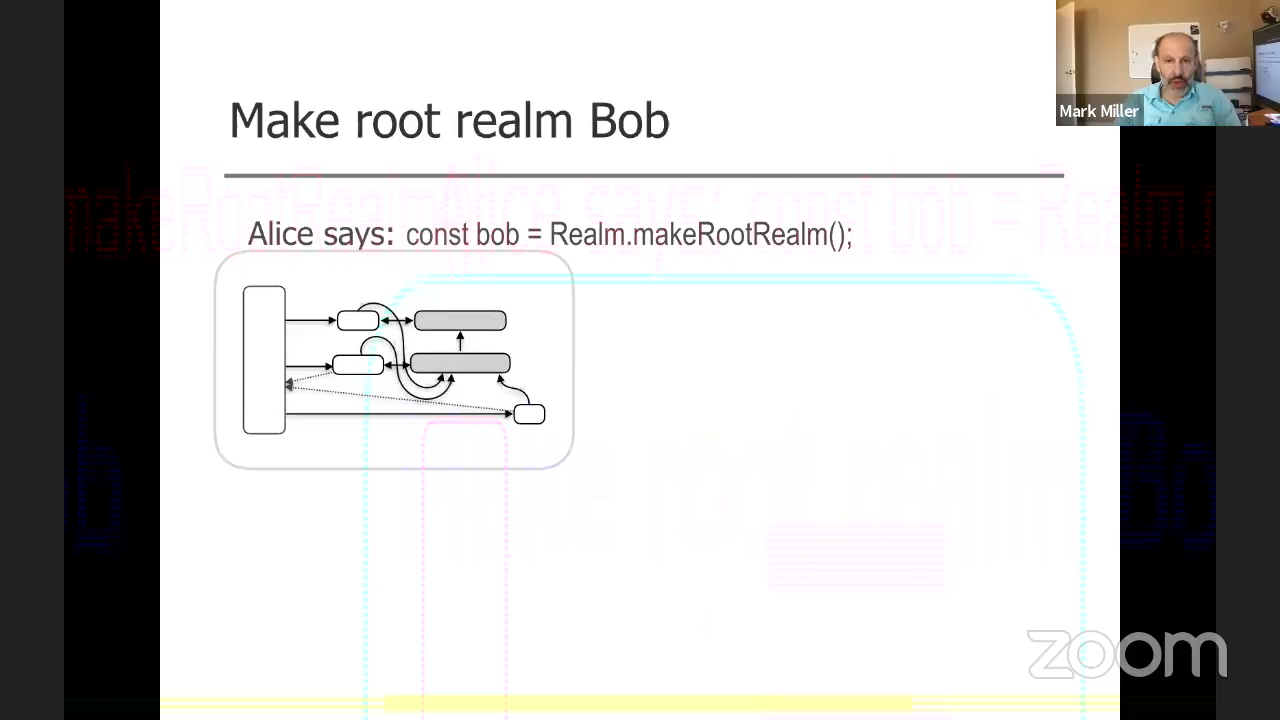 Make root realm Bob
Mark Miller
Alice says: const bob = Realm.makeRootRealm();
zoom